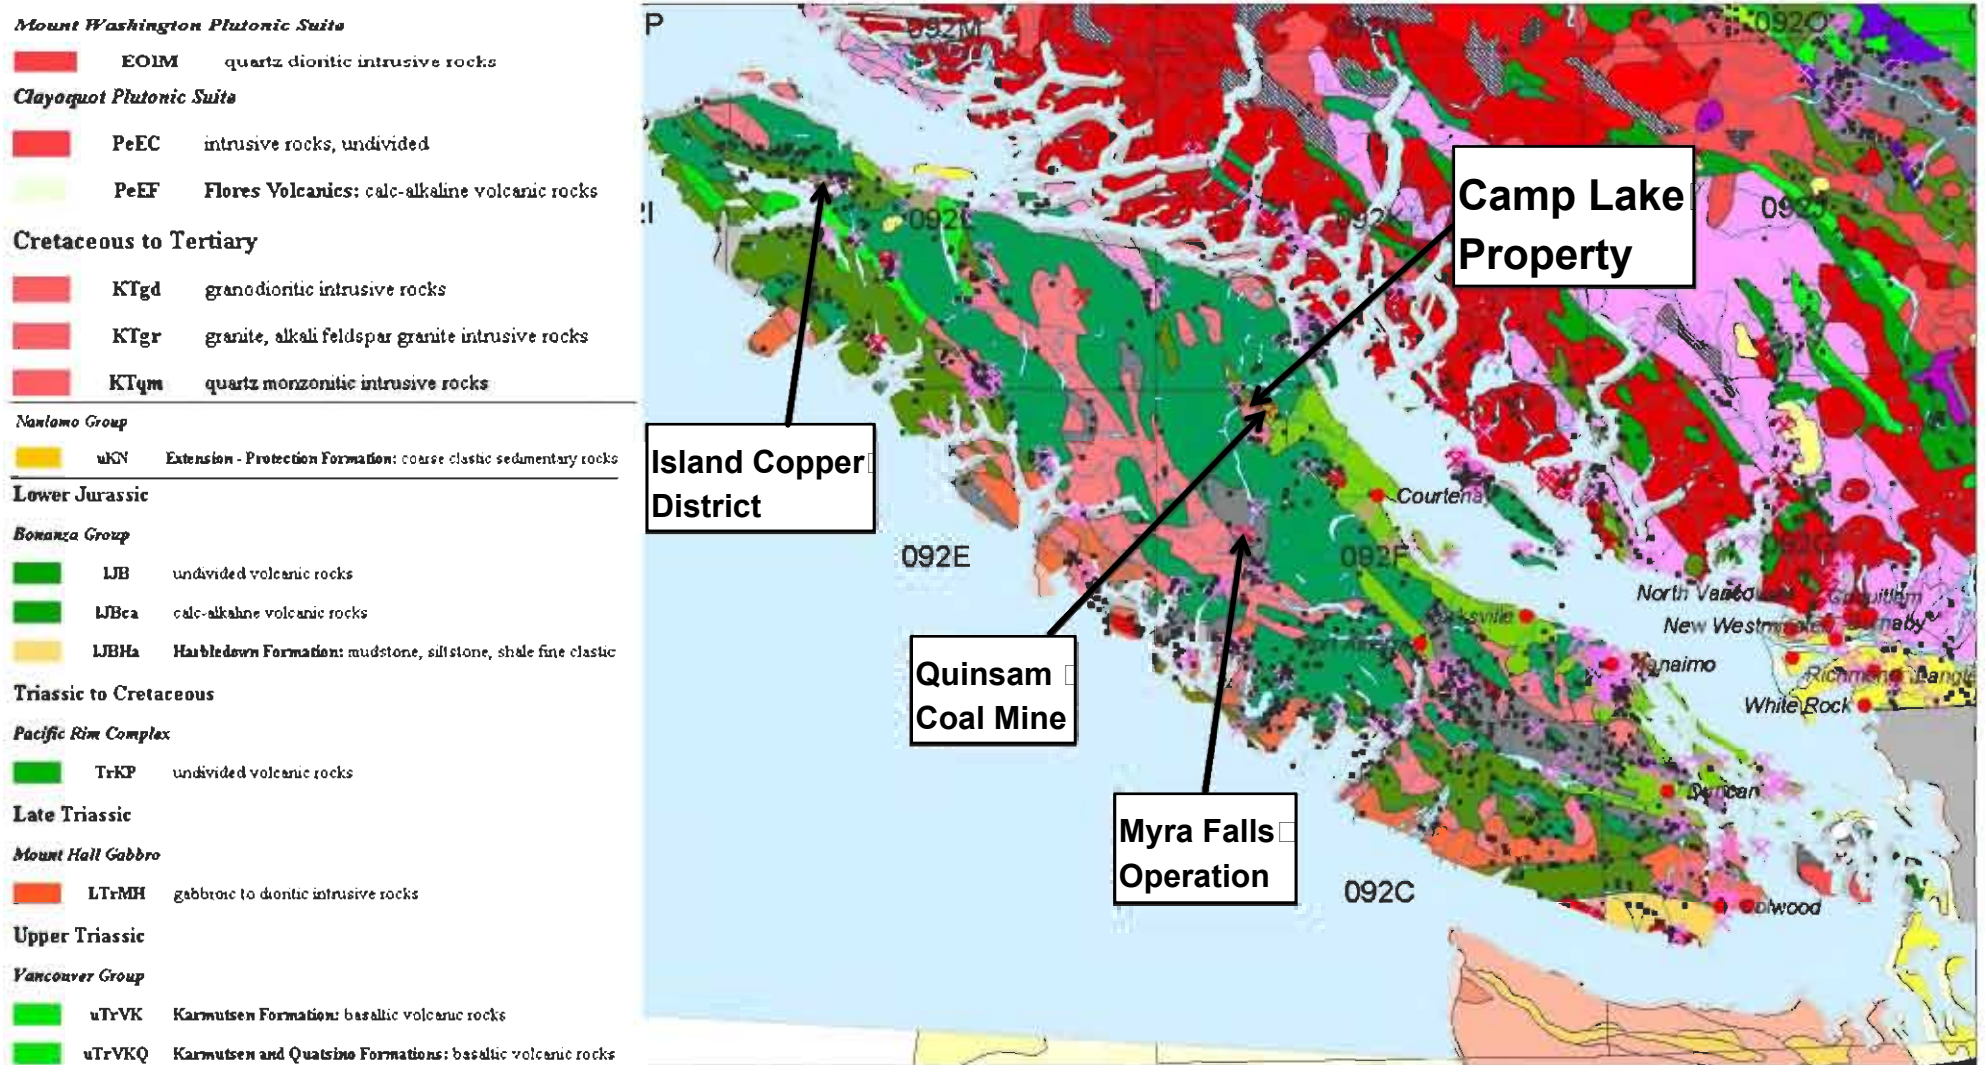 Mount Washington Plutonic Suite
EOIM quartz dioritic intrusive rocks
Clayoquot Plutonic Suite
PeEC intrusive rocks, undivided
PeEF Flores Volcanics: calc-alkaline volcanic rocks
Cretaceous to Tertiary
KTgd granodioritic intrusive rocks
KTgr granite, alkali feldspar granite intrusive rocks
KTqm quartz monzonitic intrusive rocks
Nanaimo Group
uKN Extension - Protection Formation: coarse clastic sedimentary rocks
Lower Jurassic
Bonanza Group
lJB undivided volcanic rocks
lJBca calc-alkaline volcanic rocks
lJBHa Harbledown Formation: mudstone, siltstone, shale fine clastic
Triassic to Cretaceous
Pacific Rim Complex
TrKP undivided volcanic rocks
Late Triassic
Mount Hall Gabbro
LTrMH gabbroic to dioritic intrusive rocks
Upper Triassic
Vancouver Group
uTrVK Karmutsen Formation: basaltic volcanic rocks
uTrVKQ Karmutsen and Quatsino Formations: basaltic volcanic rocks
P
092M
092O
092L
092K
092J
Camp Lake
Property
Island Copper
District
Courtena
092E
092F
092G
North Vancouver
Coquitlam
New Westminster
Burnaby
Nanaimo
Richmond
Langle
White Rock
Quinsam
Coal Mine
Duncan
Myra Falls
Operation
092C
Colwood